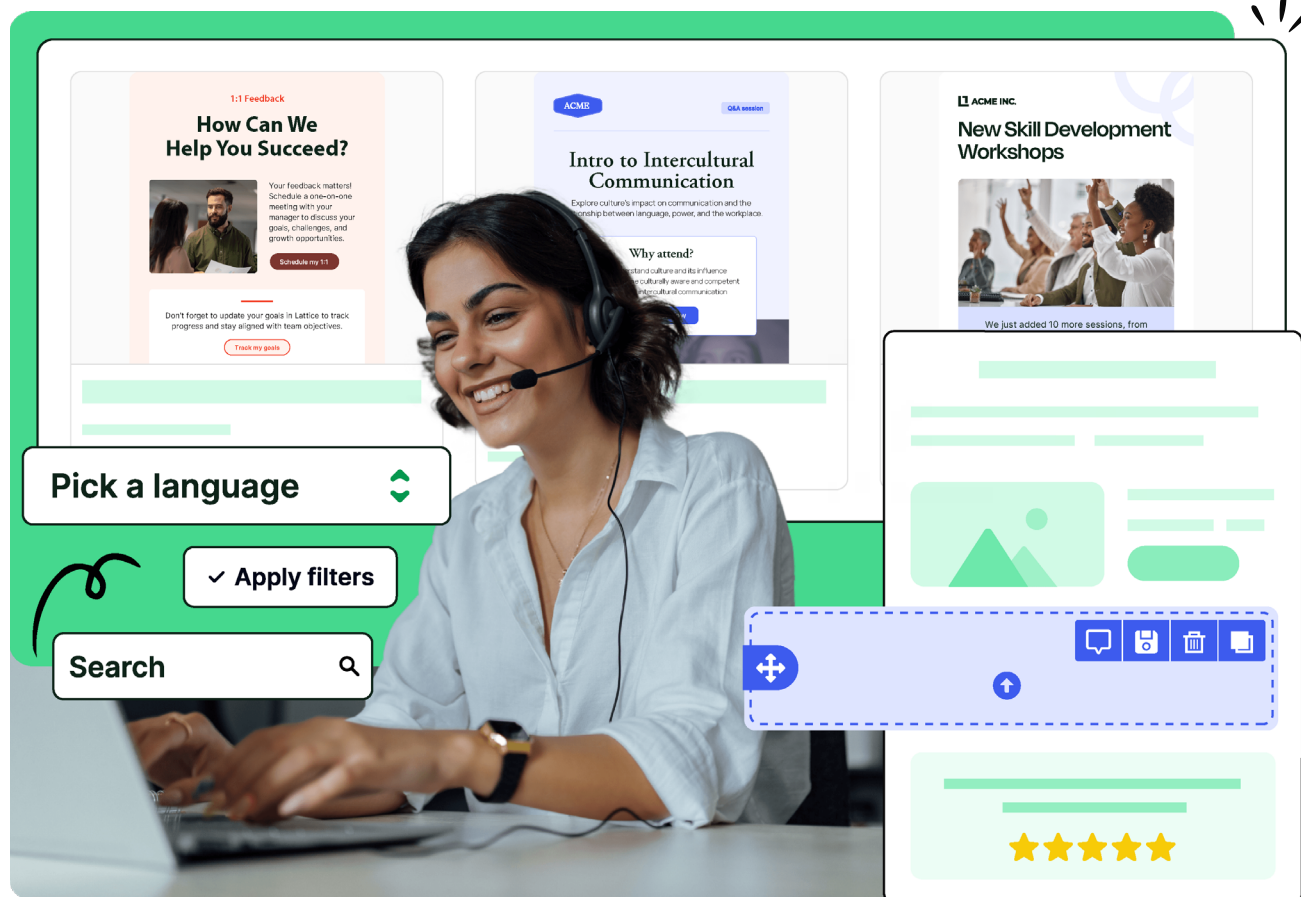 1:1 Feedback
How Can We
Help You Succeed?
Your feedback matters!
Schedule a one-on-one
meeting with your
manager to discuss your
goals, challenges, and
growth opportunities.
Schedule my 1:1
Don't forget to update your goals in Lattice to track
progress and stay aligned with team objectives.
Track my goals
ACME
Q&A session
Intro to Intercultural
Communication
Explore culture's impact on communication and the
between language, power, and the workplace.
Why attend?
culture and its influence
culturally aware and competent
intercultural communication
ACME INC.
New Skill Development
Workshops
We just added 10 more sessions, from
Pick a language
Apply filters
Search